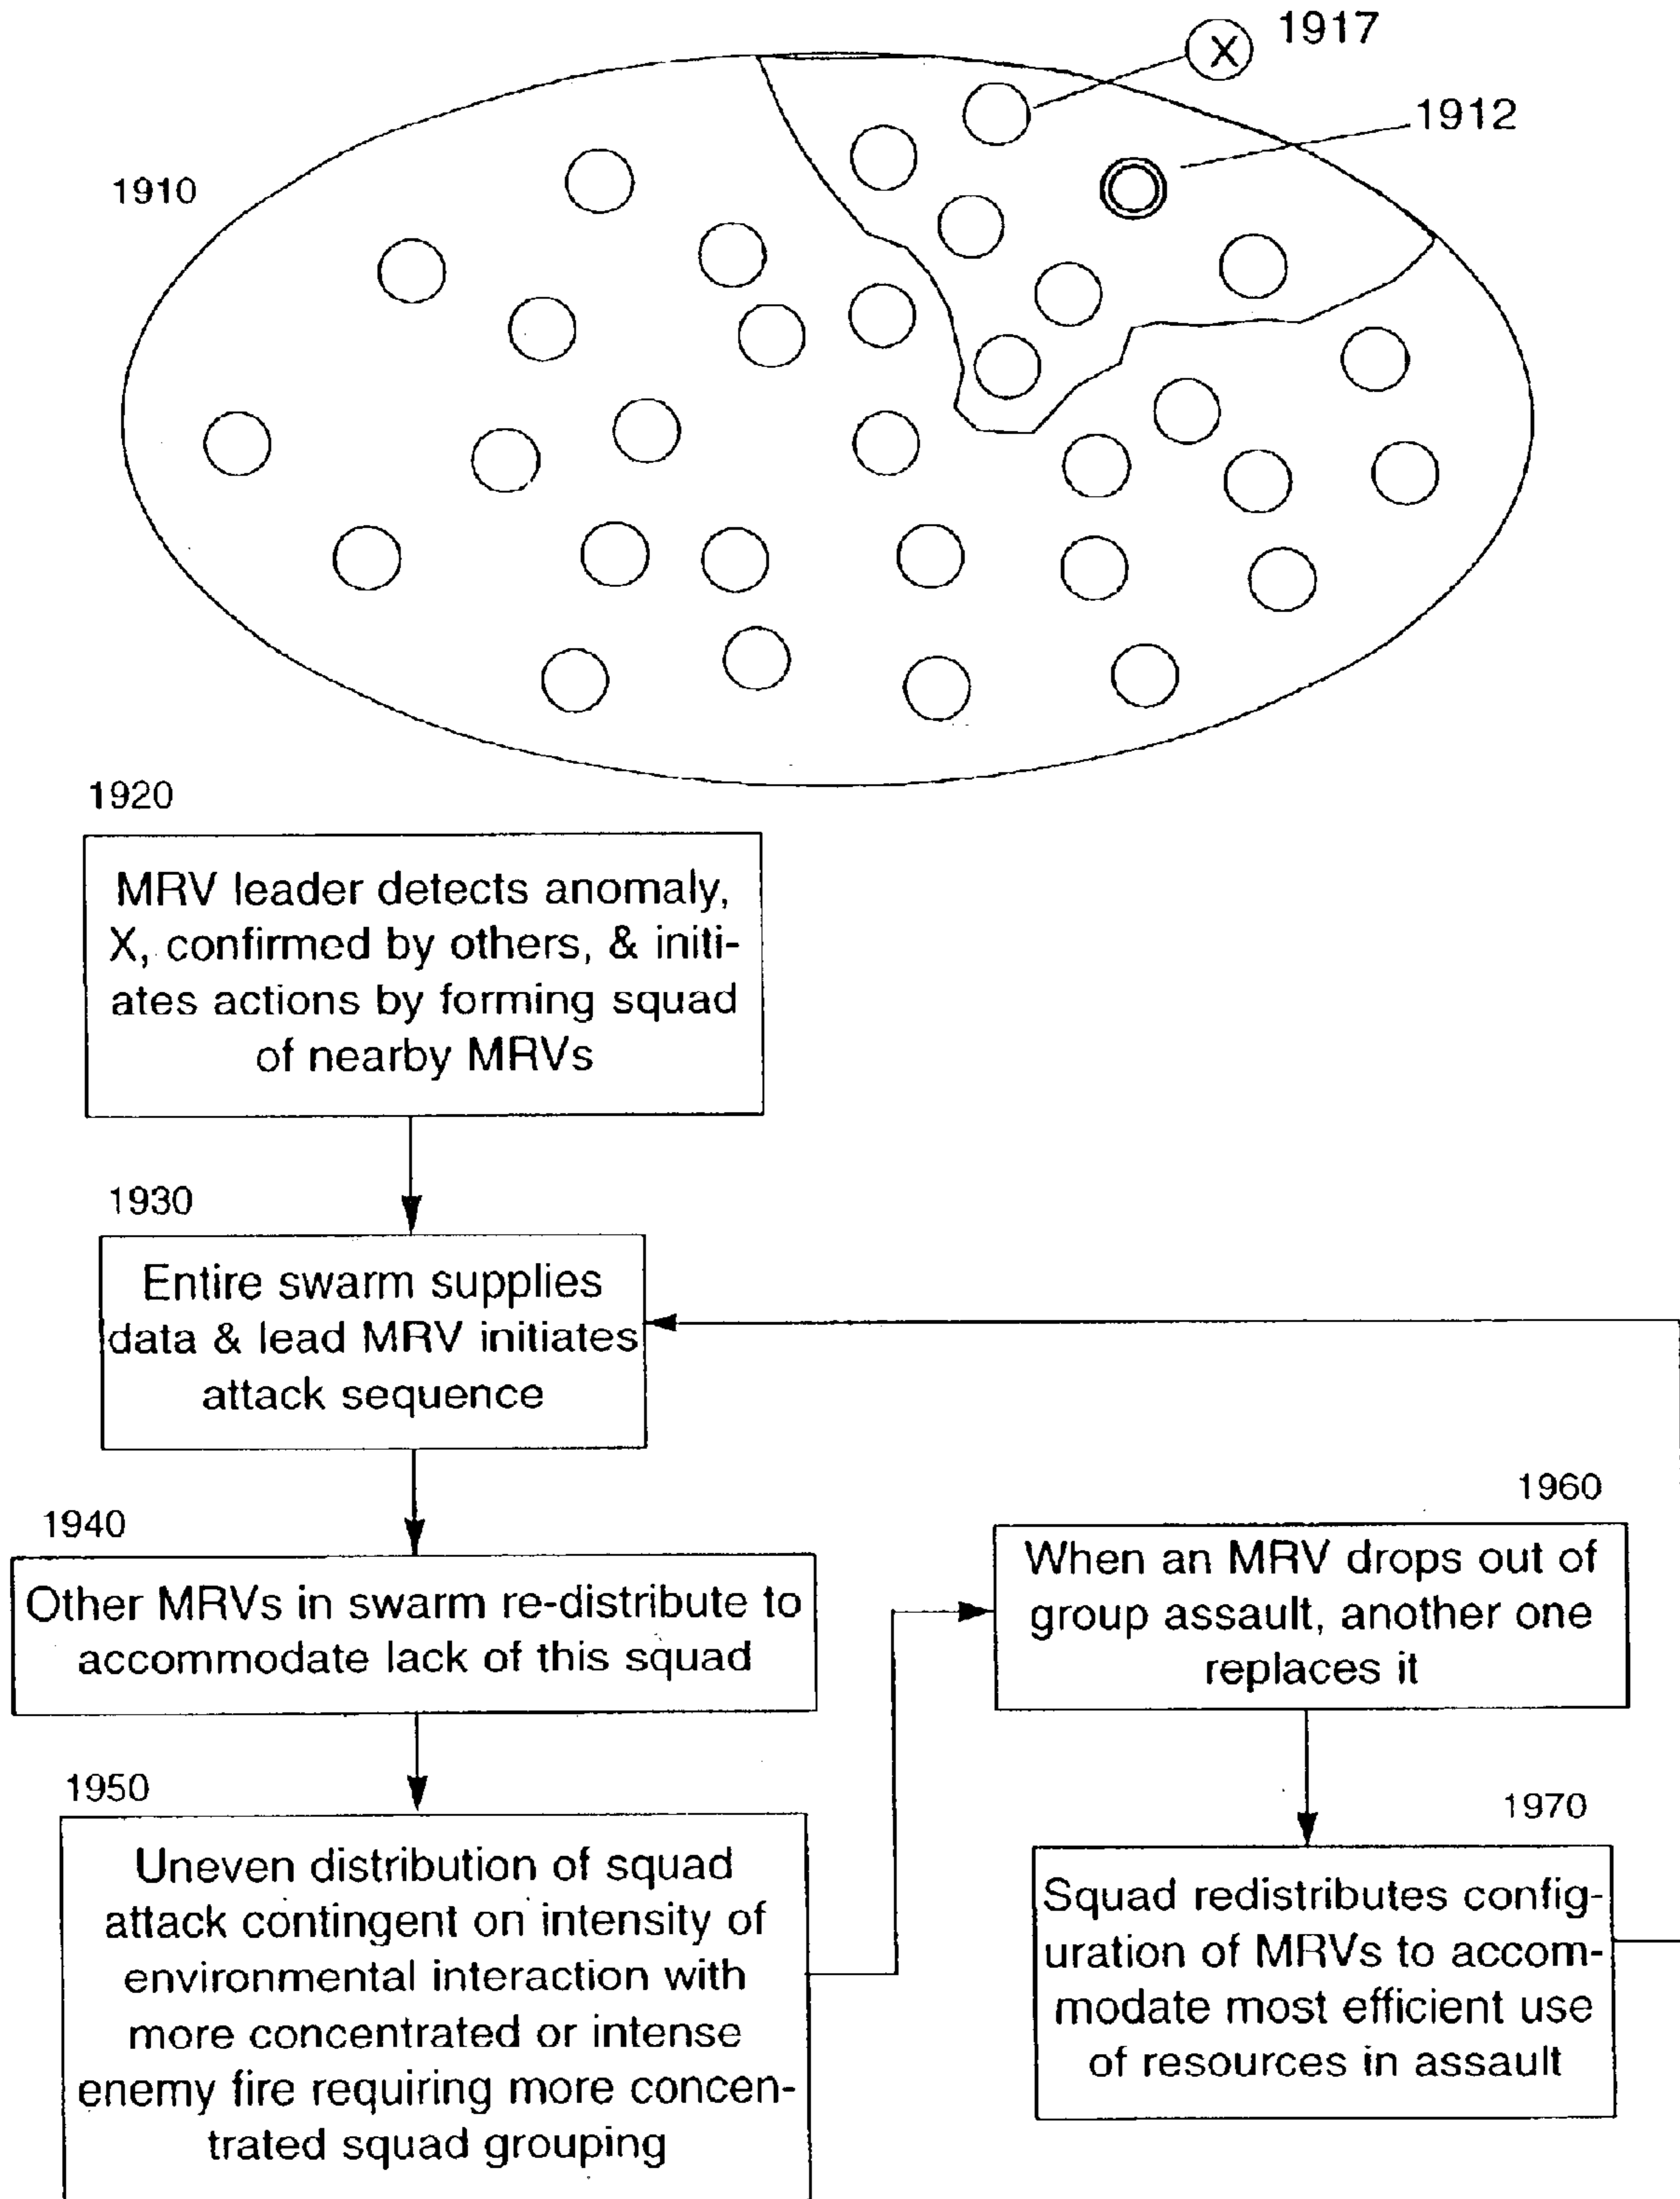 X 1917
1912
1910
1920
MRV leader detects anomaly,
X, confirmed by others, & initi-
ates actions by forming squad
of nearby MRVs
1930
Entire swarm supplies
data & lead MRV initiates
attack sequence
1940
Other MRVs in swarm re-distribute to
accommodate lack of this squad
1950
Uneven distribution of squad
attack contingent on intensity of
environmental interaction with
more concentrated or intense
enemy fire requiring more concen-
trated squad grouping
1960
When an MRV drops out of
group assault, another one
replaces it
1970
Squad redistributes config-
uration of MRVs to accom-
modate most efficient use
of resources in assault